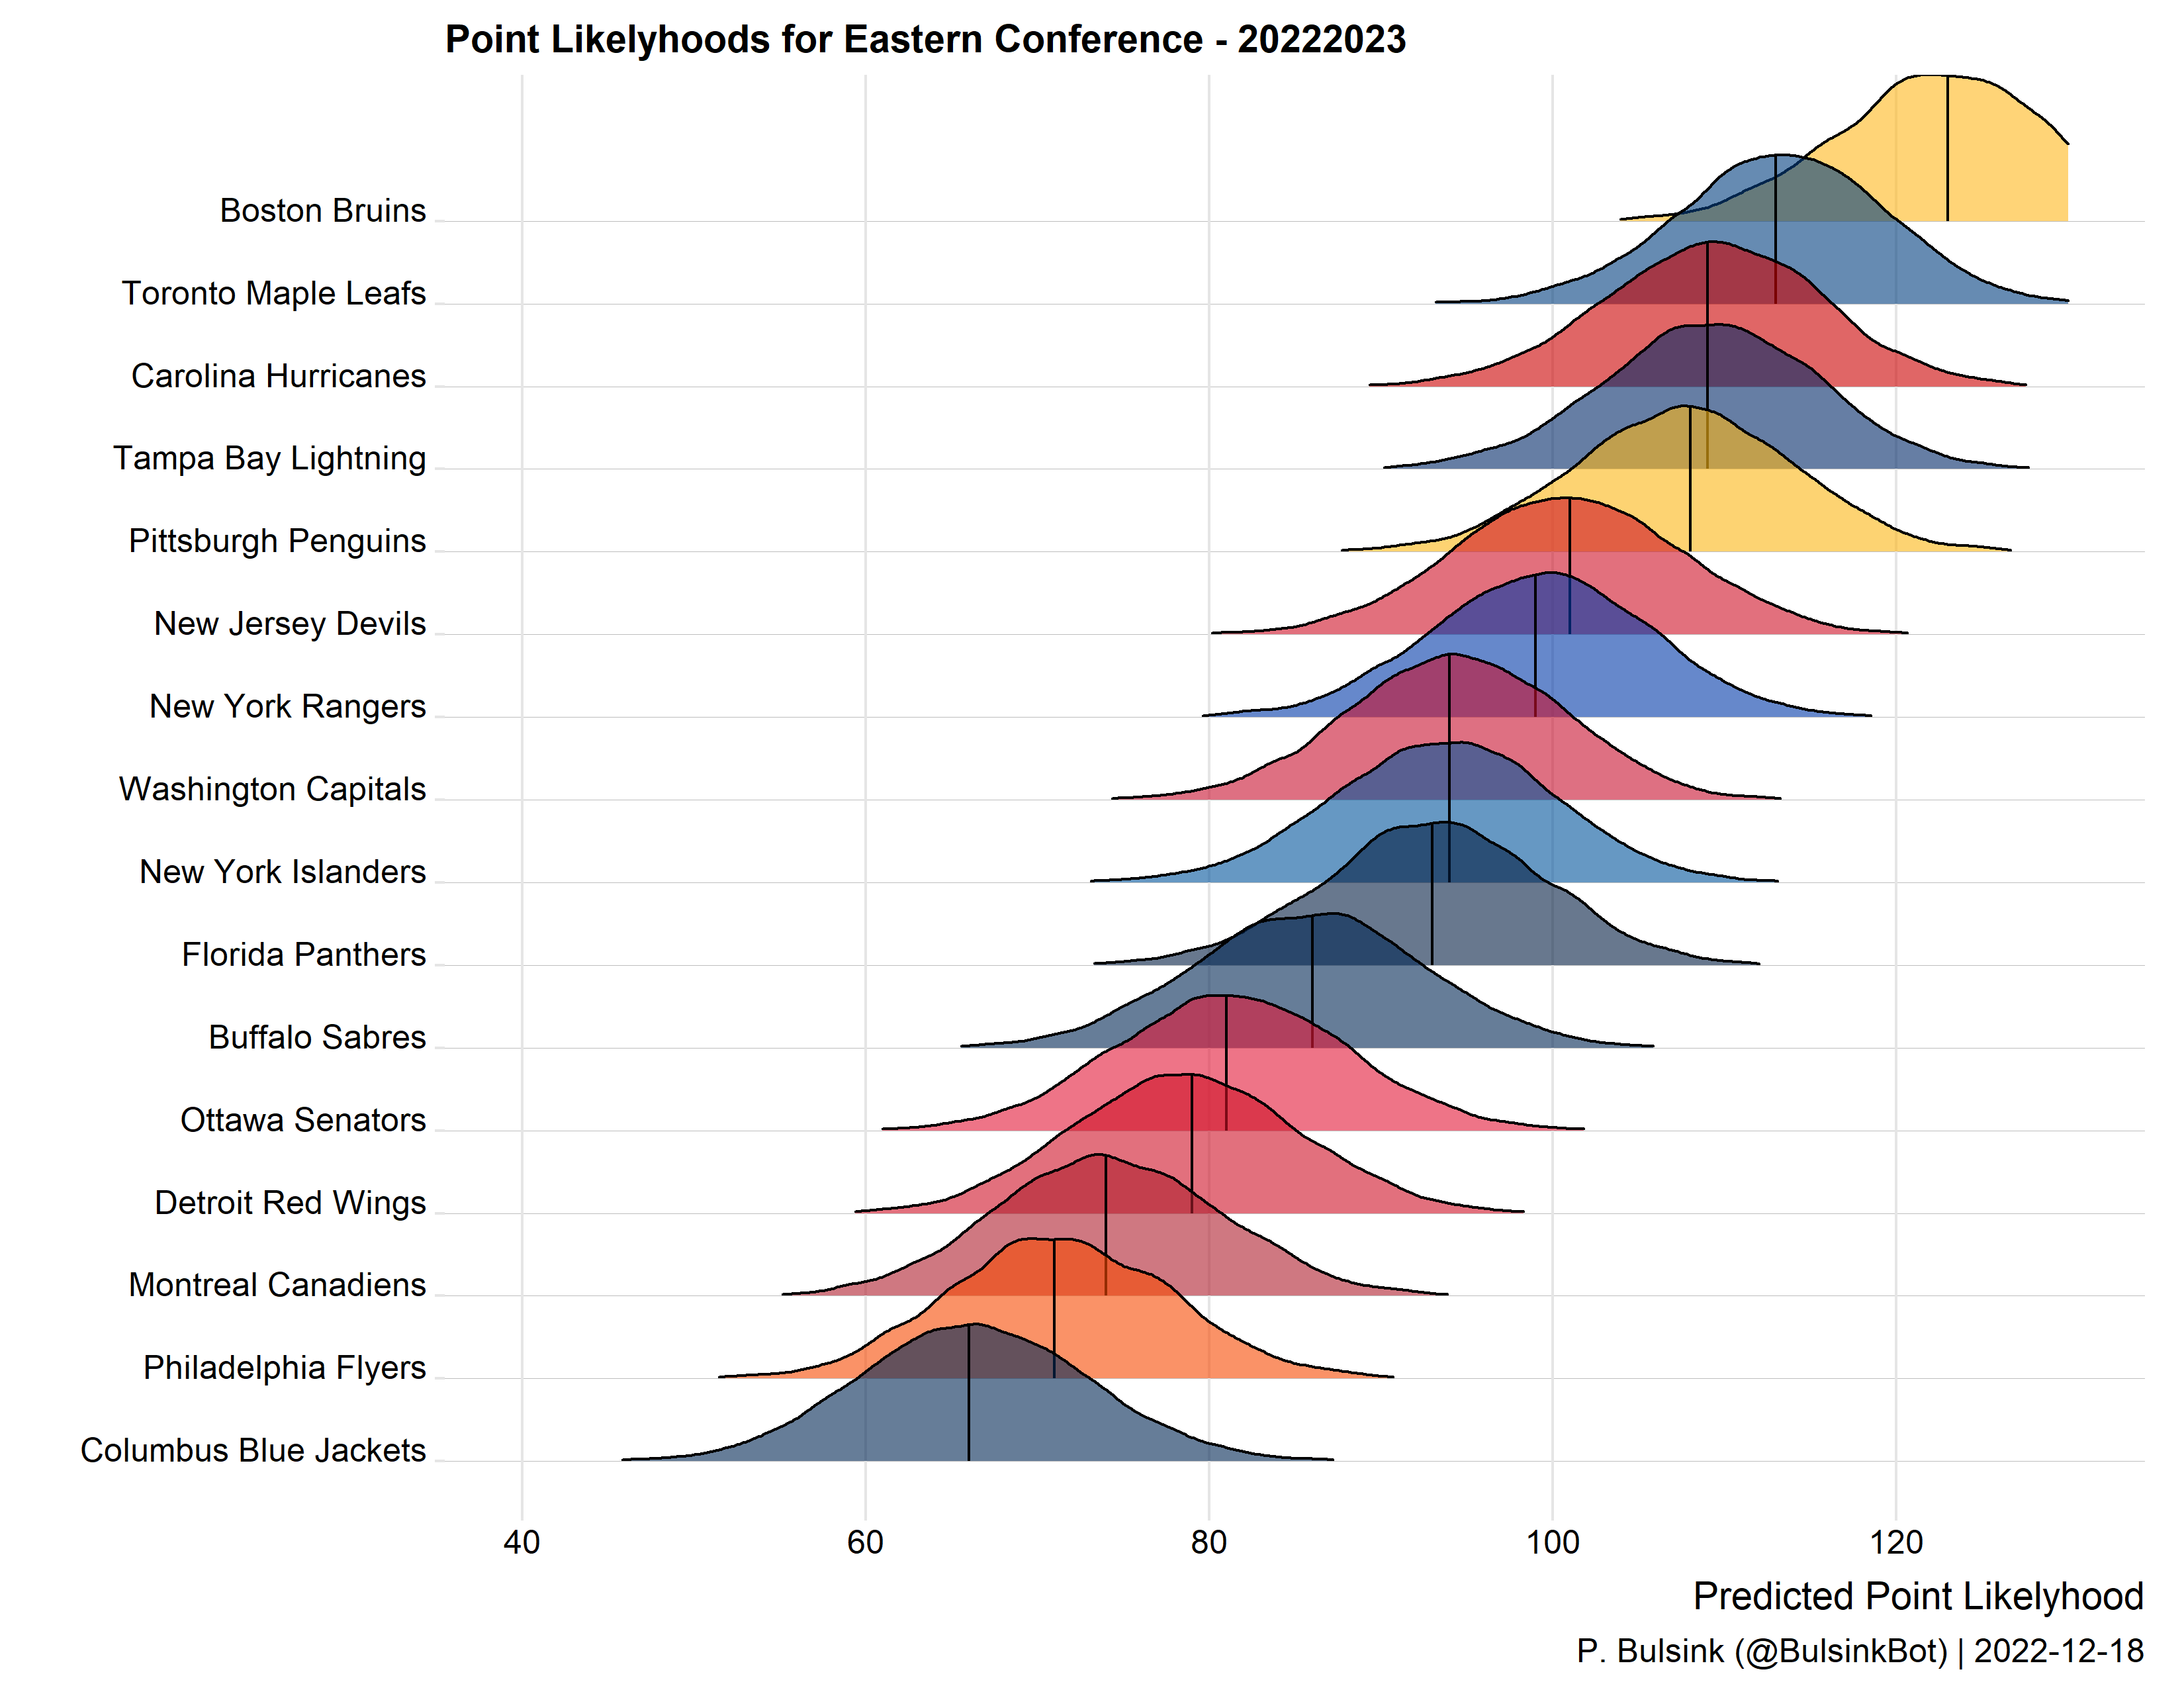 Point Likelyhoods for Eastern Conference - 20222023
Boston Bruins
Toronto Maple Leafs
Carolina Hurricanes
Tampa Bay Lightning
Pittsburgh Penguins
New Jersey Devils
New York Rangers
Washington Capitals
New York Islanders
Florida Panthers
Buffalo Sabres
Ottawa Senators
Detroit Red Wings
Montreal Canadiens
Philadelphia Flyers
Columbus Blue Jackets
40 60 80 100 120
Predicted Point Likelyhood
P. Bulsink (@BulsinkBot) | 2022-12-18